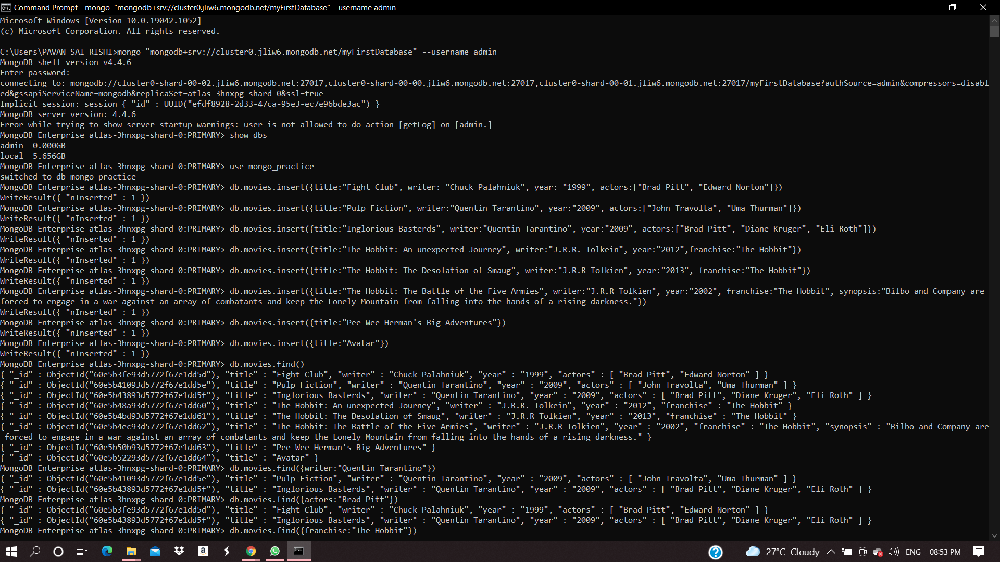 Command Prompt - mongo  "mongodb+srv://cluster0.jliw6.mongodb.net/myFirstDatabase" --username admin
Microsoft Windows [Version 10.0.19042.1052]
(c) Microsoft Corporation. All rights reserved.
C:\Users\PAVAN SAI RISHI>mongo "mongodb+srv://cluster0.jliw6.mongodb.net/myFirstDatabase" --username admin
MongoDB shell version v4.4.6
Enter password:
connecting to: mongodb://cluster0-shard-00-02.jliw6.mongodb.net:27017,cluster0-shard-00-00.jliw6.mongodb.net:27017,cluster0-shard-00-01.jliw6.mongodb.net:27017/myFirstDatabase?authSource=admin&compressors=disabl
ed&gssapiServiceName=mongodb&replicaSet=atlas-3hnxpg-shard-0&ssl=true
Implicit session: session { "id" : UUID("efdf8928-2d33-47ca-95e3-ec7e96bde3ac") }
MongoDB server version: 4.4.6
Error while trying to show server startup warnings: user is not allowed to do action [getLog] on [admin.]
MongoDB Enterprise atlas-3hnxpg-shard-0:PRIMARY> show dbs
admin  0.000GB
local  5.656GB
MongoDB Enterprise atlas-3hnxpg-shard-0:PRIMARY> use mongo_practice
switched to db mongo_practice
MongoDB Enterprise atlas-3hnxpg-shard-0:PRIMARY> db.movies.insert({title:"Fight Club", writer: "Chuck Palahniuk", year: "1999", actors:["Brad Pitt", "Edward Norton"]})
WriteResult({ "nInserted" : 1 })
MongoDB Enterprise atlas-3hnxpg-shard-0:PRIMARY> db.movies.insert({title:"Pulp Fiction", writer:"Quentin Tarantino", year:"2009", actors:["John Travolta", "Uma Thurman"]})
WriteResult({ "nInserted" : 1 })
MongoDB Enterprise atlas-3hnxpg-shard-0:PRIMARY> db.movies.insert({title:"Inglorious Basterds", writer:"Quentin Tarantino", year:"2009", actors:["Brad Pitt", "Diane Kruger", "Eli Roth"]})
WriteResult({ "nInserted" : 1 })
MongoDB Enterprise atlas-3hnxpg-shard-0:PRIMARY> db.movies.insert({title:"The Hobbit: An unexpected Journey", writer:"J.R.R. Tolkein", year:"2012",franchise:"The Hobbit"})
WriteResult({ "nInserted" : 1 })
MongoDB Enterprise atlas-3hnxpg-shard-0:PRIMARY> db.movies.insert({title:"The Hobbit: The Desolation of Smaug", writer:"J.R.R Tolkien", year:"2013", franchise:"The Hobbit"})
WriteResult({ "nInserted" : 1 })
MongoDB Enterprise atlas-3hnxpg-shard-0:PRIMARY> db.movies.insert({title:"The Hobbit: The Battle of the Five Armies", writer:"J.R.R Tolkien", year:"2002", franchise:"The Hobbit", synopsis:"Bilbo and Company are
forced to engage in a war against an array of combatants and keep the Lonely Mountain from falling into the hands of a rising darkness."})
WriteResult({ "nInserted" : 1 })
MongoDB Enterprise atlas-3hnxpg-shard-0:PRIMARY> db.movies.insert({title:"Pee Wee Herman's Big Adventures"})
WriteResult({ "nInserted" : 1 })
MongoDB Enterprise atlas-3hnxpg-shard-0:PRIMARY> db.movies.insert({title:"Avatar"})
WriteResult({ "nInserted" : 1 })
MongoDB Enterprise atlas-3hnxpg-shard-0:PRIMARY> db.movies.find()
{ "_id" : ObjectId("60e5b3fe93d5772f67e1dd5d"), "title" : "Fight Club", "writer" : "Chuck Palahniuk", "year" : "1999", "actors" : [ "Brad Pitt", "Edward Norton" ] }
{ "_id" : ObjectId("60e5b41093d5772f67e1dd5e"), "title" : "Pulp Fiction", "writer" : "Quentin Tarantino", "year" : "2009", "actors" : [ "John Travolta", "Uma Thurman" ] }
{ "_id" : ObjectId("60e5b43893d5772f67e1dd5f"), "title" : "Inglorious Basterds", "writer" : "Quentin Tarantino", "year" : "2009", "actors" : [ "Brad Pitt", "Diane Kruger", "Eli Roth" ] }
{ "_id" : ObjectId("60e5b48a93d5772f67e1dd60"), "title" : "The Hobbit: An unexpected Journey", "writer" : "J.R.R. Tolkein", "year" : "2012", "franchise" : "The Hobbit" }
{ "_id" : ObjectId("60e5b4bd93d5772f67e1dd61"), "title" : "The Hobbit: The Desolation of Smaug", "writer" : "J.R.R Tolkien", "year" : "2013", "franchise" : "The Hobbit" }
{ "_id" : ObjectId("60e5b4ec93d5772f67e1dd62"), "title" : "The Hobbit: The Battle of the Five Armies", "writer" : "J.R.R Tolkien", "year" : "2002", "franchise" : "The Hobbit", "synopsis" : "Bilbo and Company are
 forced to engage in a war against an array of combatants and keep the Lonely Mountain from falling into the hands of a rising darkness." }
{ "_id" : ObjectId("60e5b50b93d5772f67e1dd63"), "title" : "Pee Wee Herman's Big Adventures" }
{ "_id" : ObjectId("60e5b52293d5772f67e1dd64"), "title" : "Avatar" }
MongoDB Enterprise atlas-3hnxpg-shard-0:PRIMARY> db.movies.find({writer:"Quentin Tarantino"})
{ "_id" : ObjectId("60e5b41093d5772f67e1dd5e"), "title" : "Pulp Fiction", "writer" : "Quentin Tarantino", "year" : "2009", "actors" : [ "John Travolta", "Uma Thurman" ] }
{ "_id" : ObjectId("60e5b43893d5772f67e1dd5f"), "title" : "Inglorious Basterds", "writer" : "Quentin Tarantino", "year" : "2009", "actors" : [ "Brad Pitt", "Diane Kruger", "Eli Roth" ] }
MongoDB Enterprise atlas-3hnxpg-shard-0:PRIMARY> db.movies.find({actors:"Brad Pitt"})
{ "_id" : ObjectId("60e5b3fe93d5772f67e1dd5d"), "title" : "Fight Club", "writer" : "Chuck Palahniuk", "year" : "1999", "actors" : [ "Brad Pitt", "Edward Norton" ] }
{ "_id" : ObjectId("60e5b43893d5772f67e1dd5f"), "title" : "Inglorious Basterds", "writer" : "Quentin Tarantino", "year" : "2009", "actors" : [ "Brad Pitt", "Diane Kruger", "Eli Roth" ] }
MongoDB Enterprise atlas-3hnxpg-shard-0:PRIMARY> db.movies.find({franchise:"The Hobbit"})
27°C  Cloudy  ENG  08:53 PM